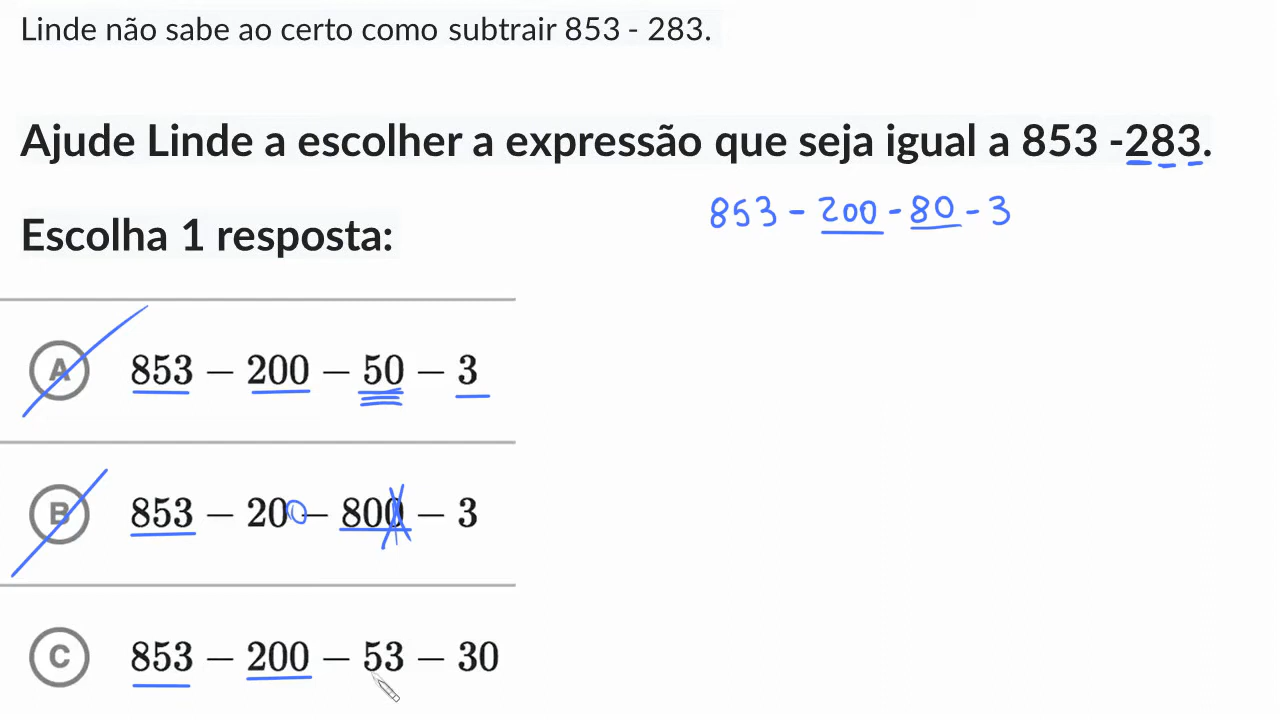 Linde não sabe ao certo como subtrair 853 - 283.
Ajude Linde a escolher a expressão que seja igual a 853 -283.
853 - 200 - 80 - 3
Escolha 1 resposta:
A 853 − 200 − 50 − 3
B 853 − 200 − 800 − 3
C 853 − 200 − 53 − 30